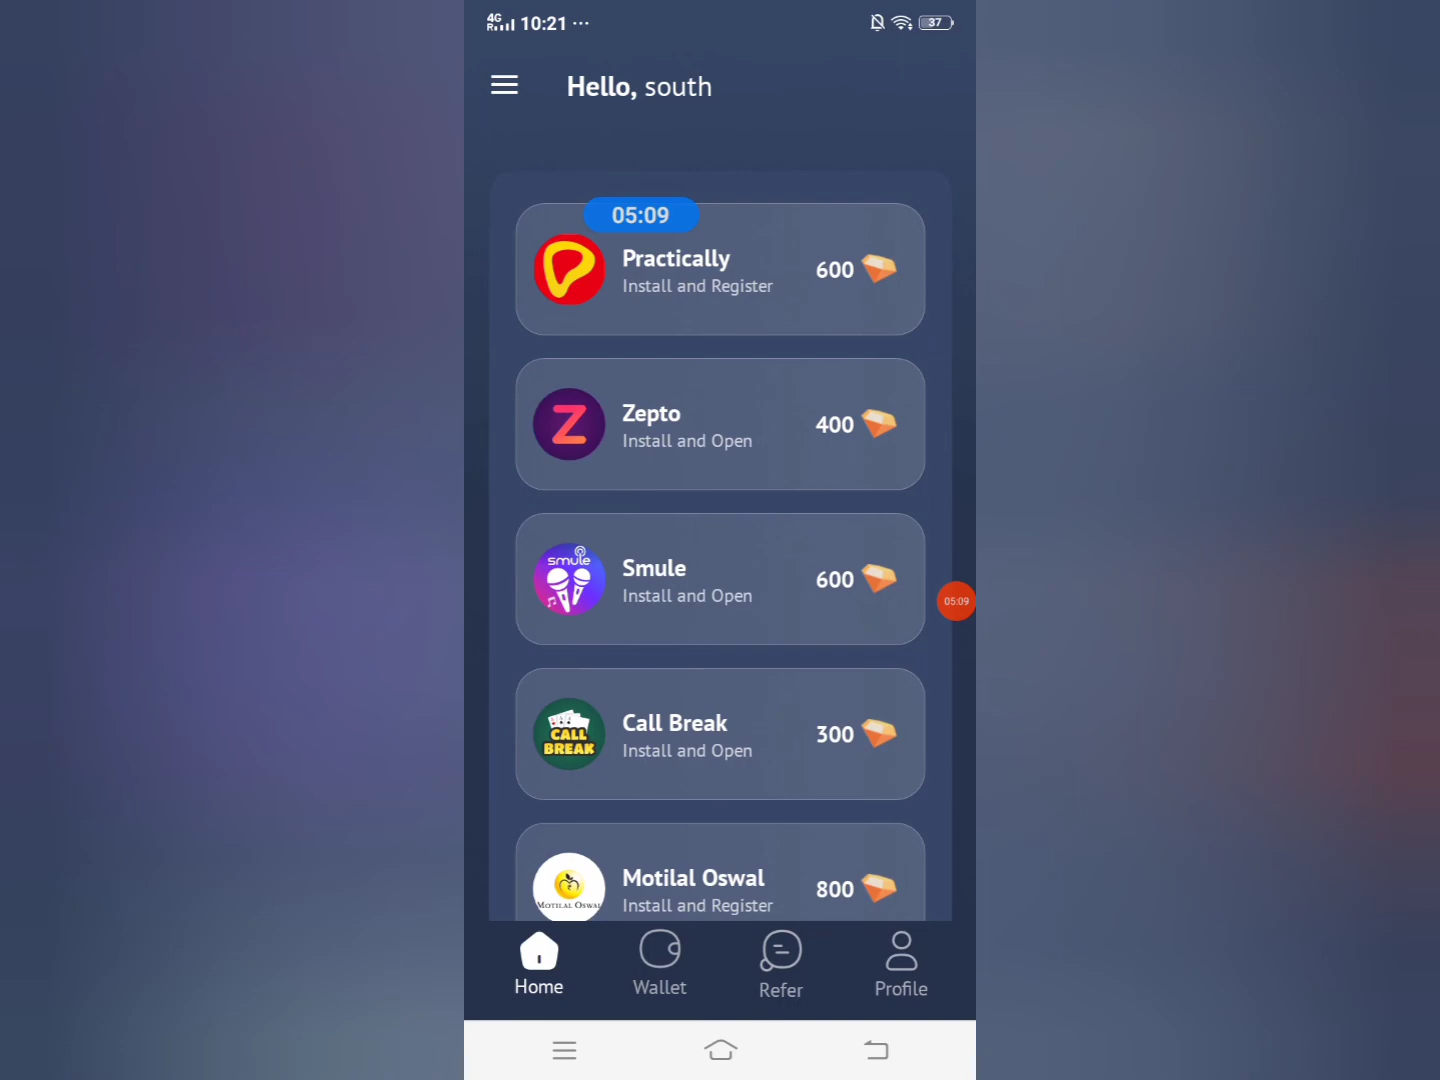 4G
R 10:21 ...
37
Hello, south
05:09
Practically
Install and Register
600
Zepto
Install and Open
400
Z
smule
Smule
Install and Open
600
05:09
CALL
BREAK
Call Break
Install and Open
300
MOTILAL OSWAL
Motilal Oswal
Install and Register
800
Home
Wallet
Refer
Profile